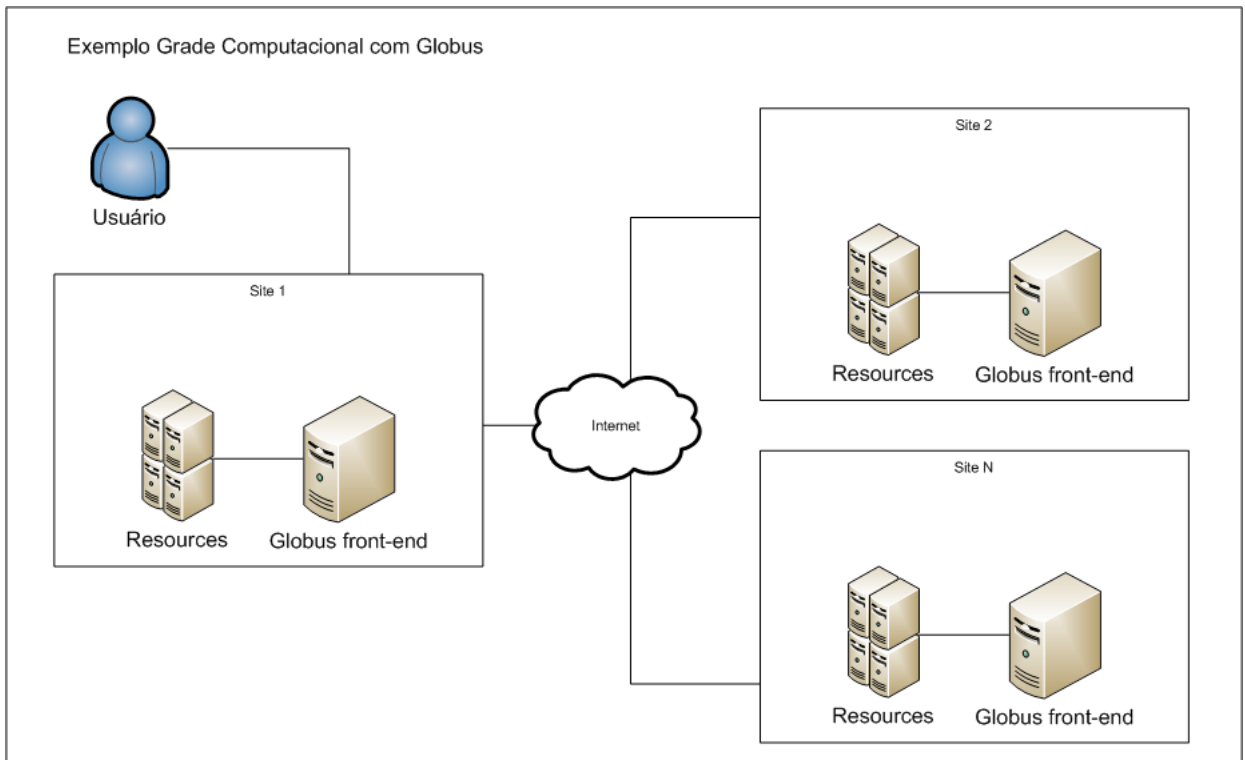 Exemplo Grade Computacional com Globus
Usuário
Site 1
Resources
Globus front-end
Internet
Site 2
Resources
Globus front-end
Site N
Resources
Globus front-end